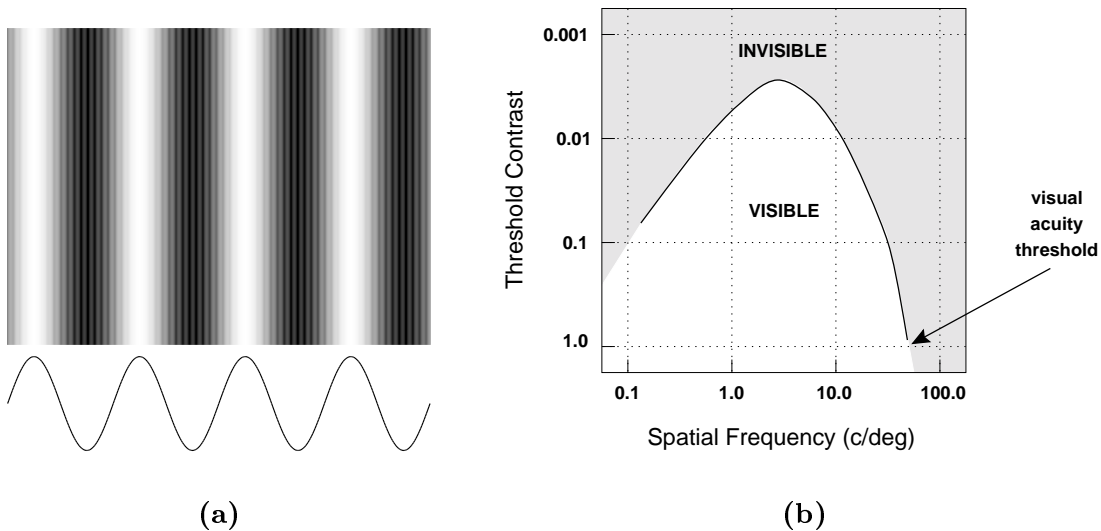 0.001
0.01
0.1
1.0
Threshold Contrast
INVISIBLE
VISIBLE
0.1 1.0 10.0 100.0
Spatial Frequency (c/deg)
visual
acuity
threshold
(a)
(b)